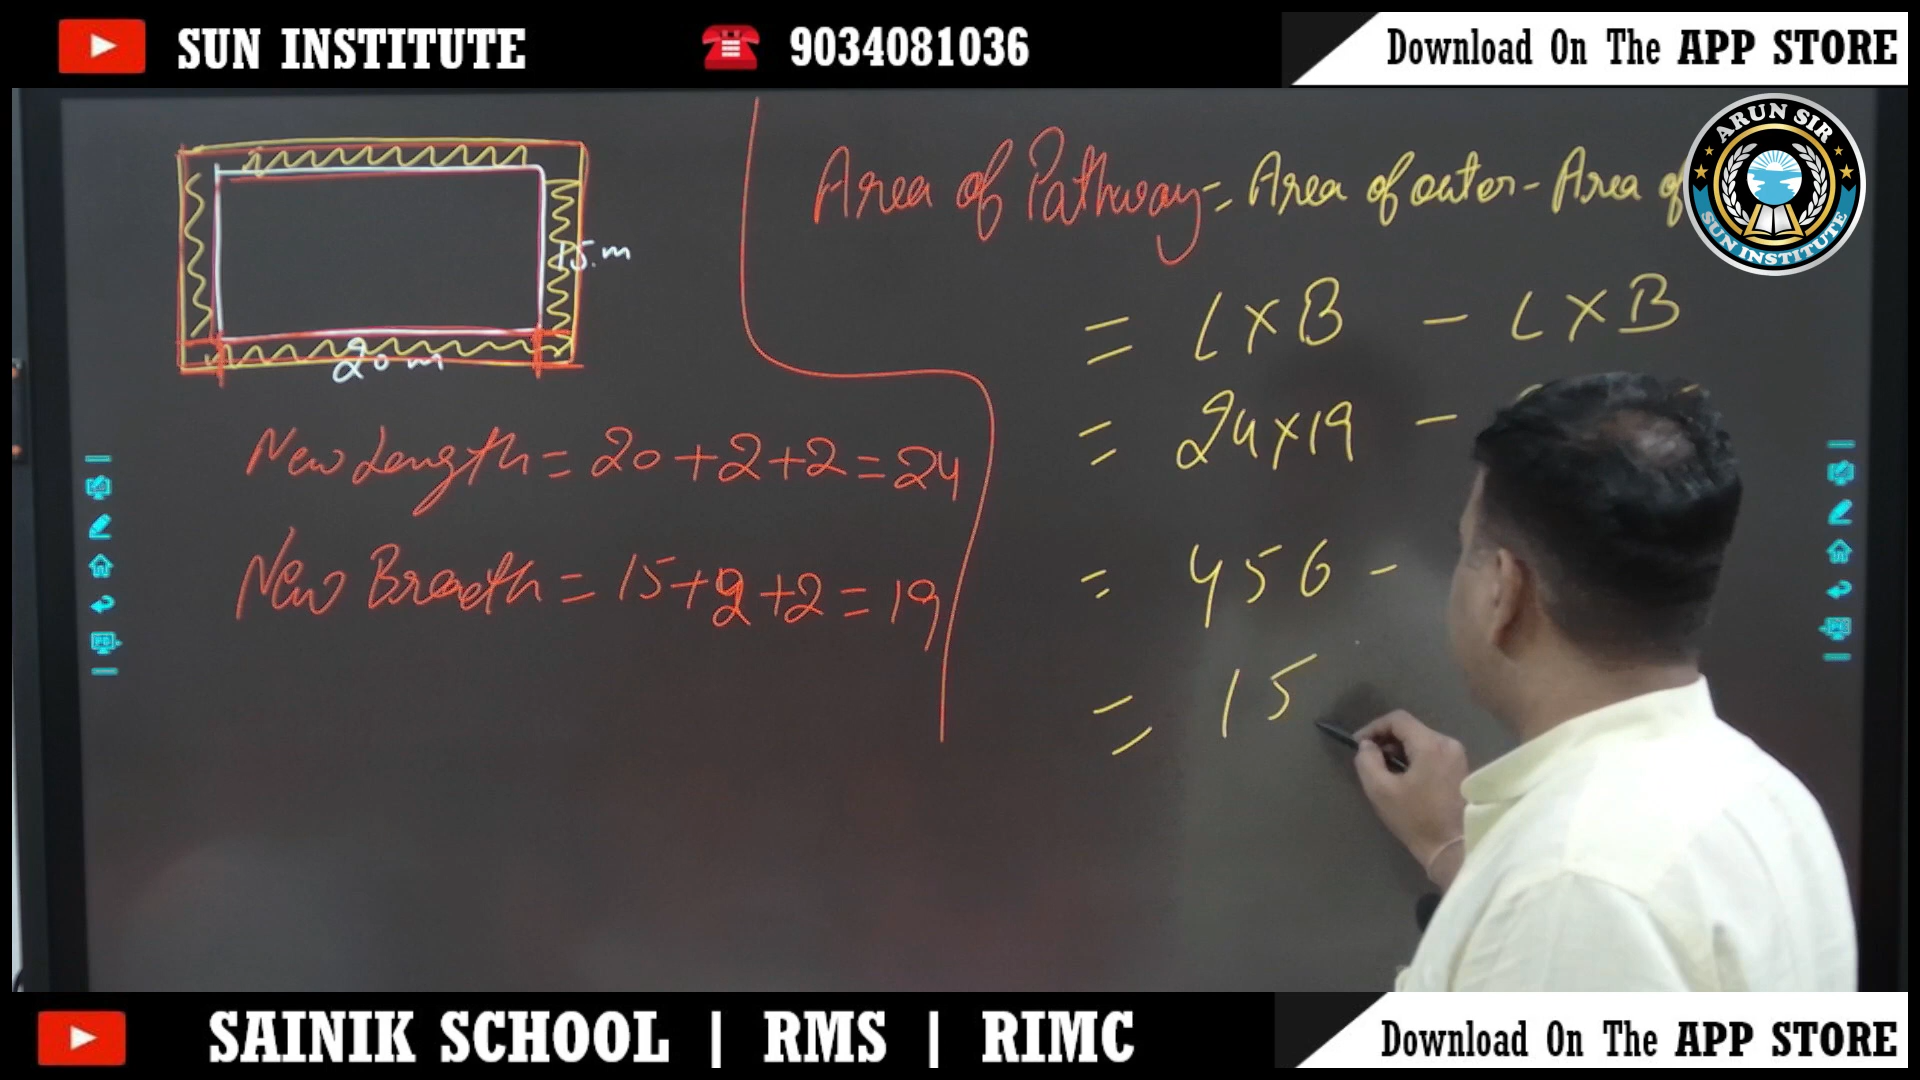 SUN INSTITUTE
9034081036
Download On The APP STORE
ARUN SIR
SUN INSTITUTE
Area of Pathway = Area of outer - Area of
15.m
20 m
= L X B - L X B
= 24 X 19 -
New Length = 20 + 2 + 2 = 24
= 456 -
New Breadth = 15 + 2 + 2 = 19
= 15
SAINIK SCHOOL | RMS | RIMC
Download On The APP STORE